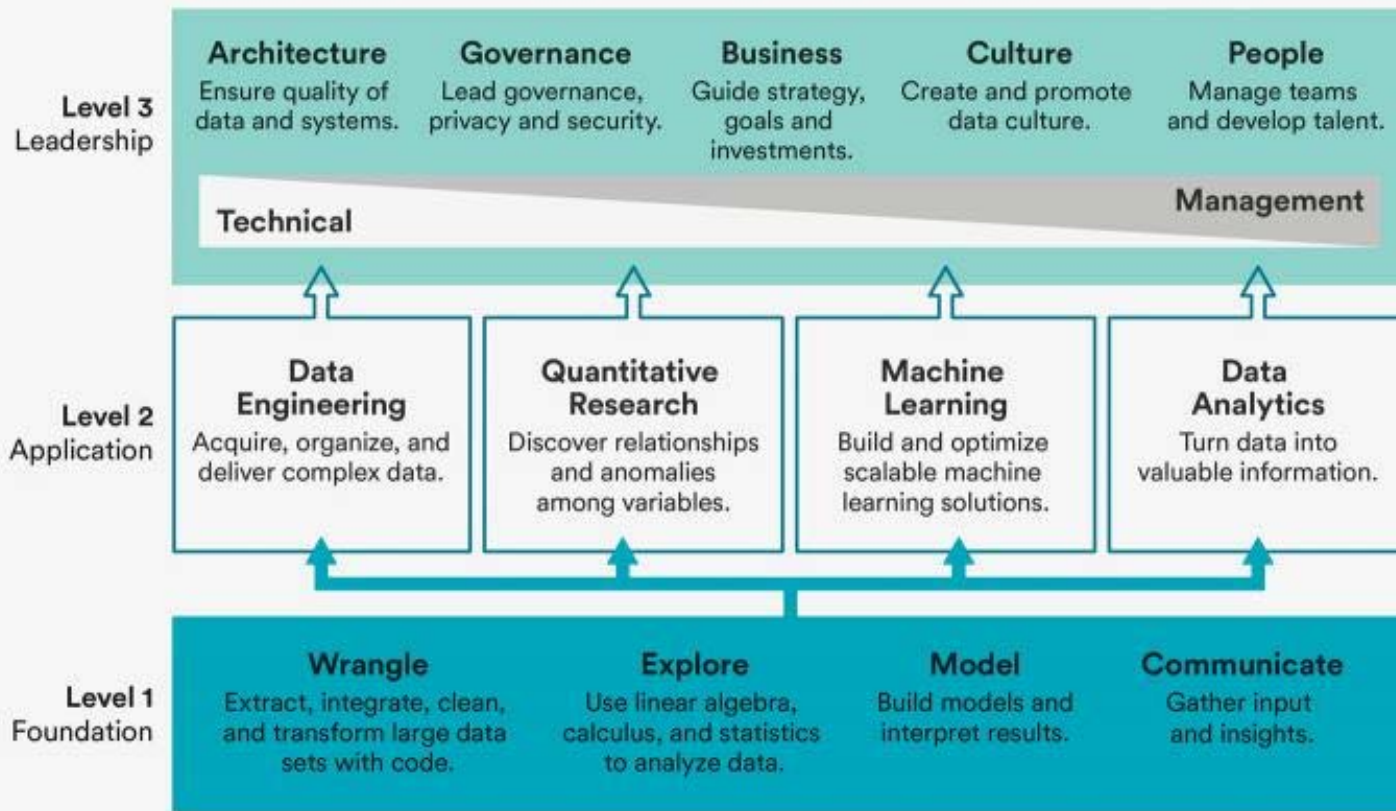 Level 3
Leadership
Architecture
Ensure quality of
data and systems.
Governance
Lead governance,
privacy and security.
Business
Guide strategy,
goals and
investments.
Culture
Create and promote
data culture.
People
Manage teams
and develop talent.
Technical
Management
Level 2
Application
Data
Engineering
Acquire, organize, and
deliver complex data.
Quantitative
Research
Discover relationships
and anomalies
among variables.
Machine
Learning
Build and optimize
scalable machine
learning solutions.
Data
Analytics
Turn data into
valuable information.
Level 1
Foundation
Wrangle
Extract, integrate, clean,
and transform large data
sets with code.
Explore
Use linear algebra,
calculus, and statistics
to analyze data.
Model
Build models and
interpret results.
Communicate
Gather input
and insights.